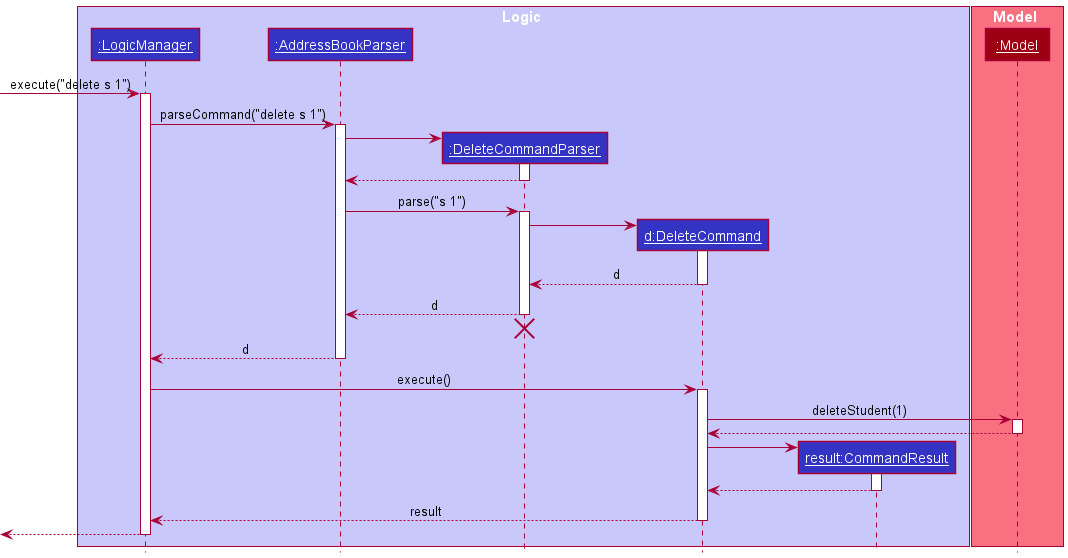 Logic
Model
:LogicManager
:AddressBookParser
:Model
execute("delete s 1")
parseCommand("delete s 1")
:DeleteCommandParser
parse("s 1")
d:DeleteCommand
d
d
d
execute()
deleteStudent(1)
result:CommandResult
result